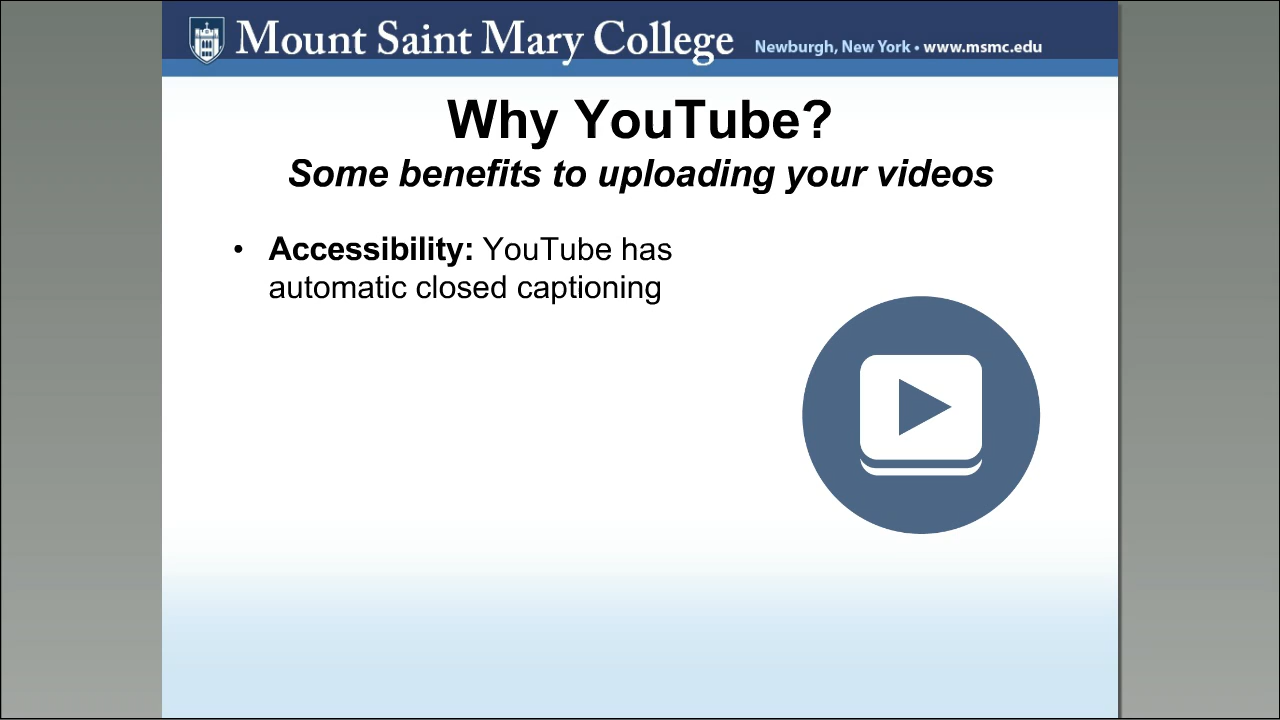 Mount Saint Mary College Newburgh, New York • www.msmc.edu
Why YouTube?
Some benefits to uploading your videos
• Accessibility: YouTube has
automatic closed captioning